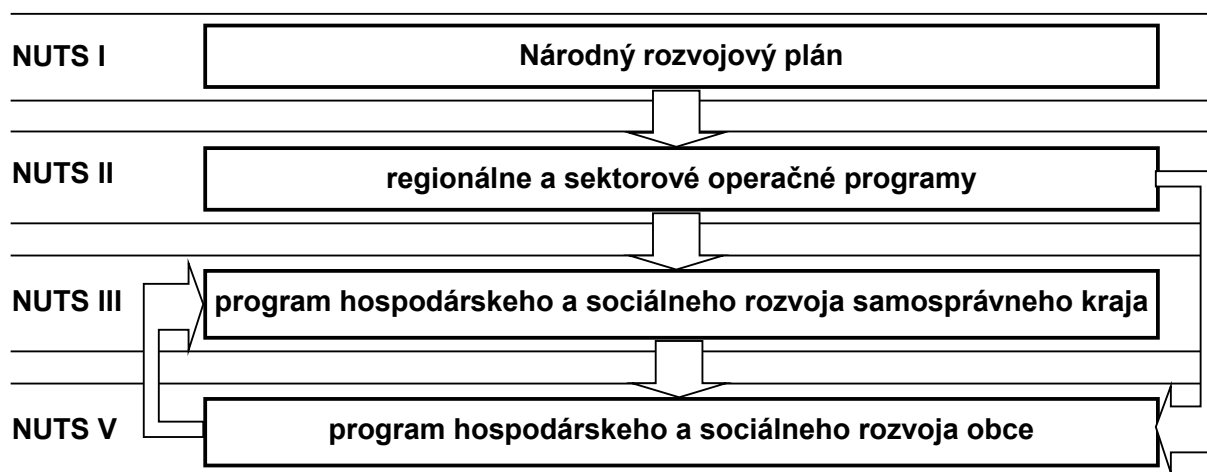 NUTS I
Národný rozvojový plán
NUTS II
regionálne a sektorové operačné programy
NUTS III
program hospodárskeho a sociálneho rozvoja samosprávneho kraja
NUTS V
program hospodárskeho a sociálneho rozvoja obce